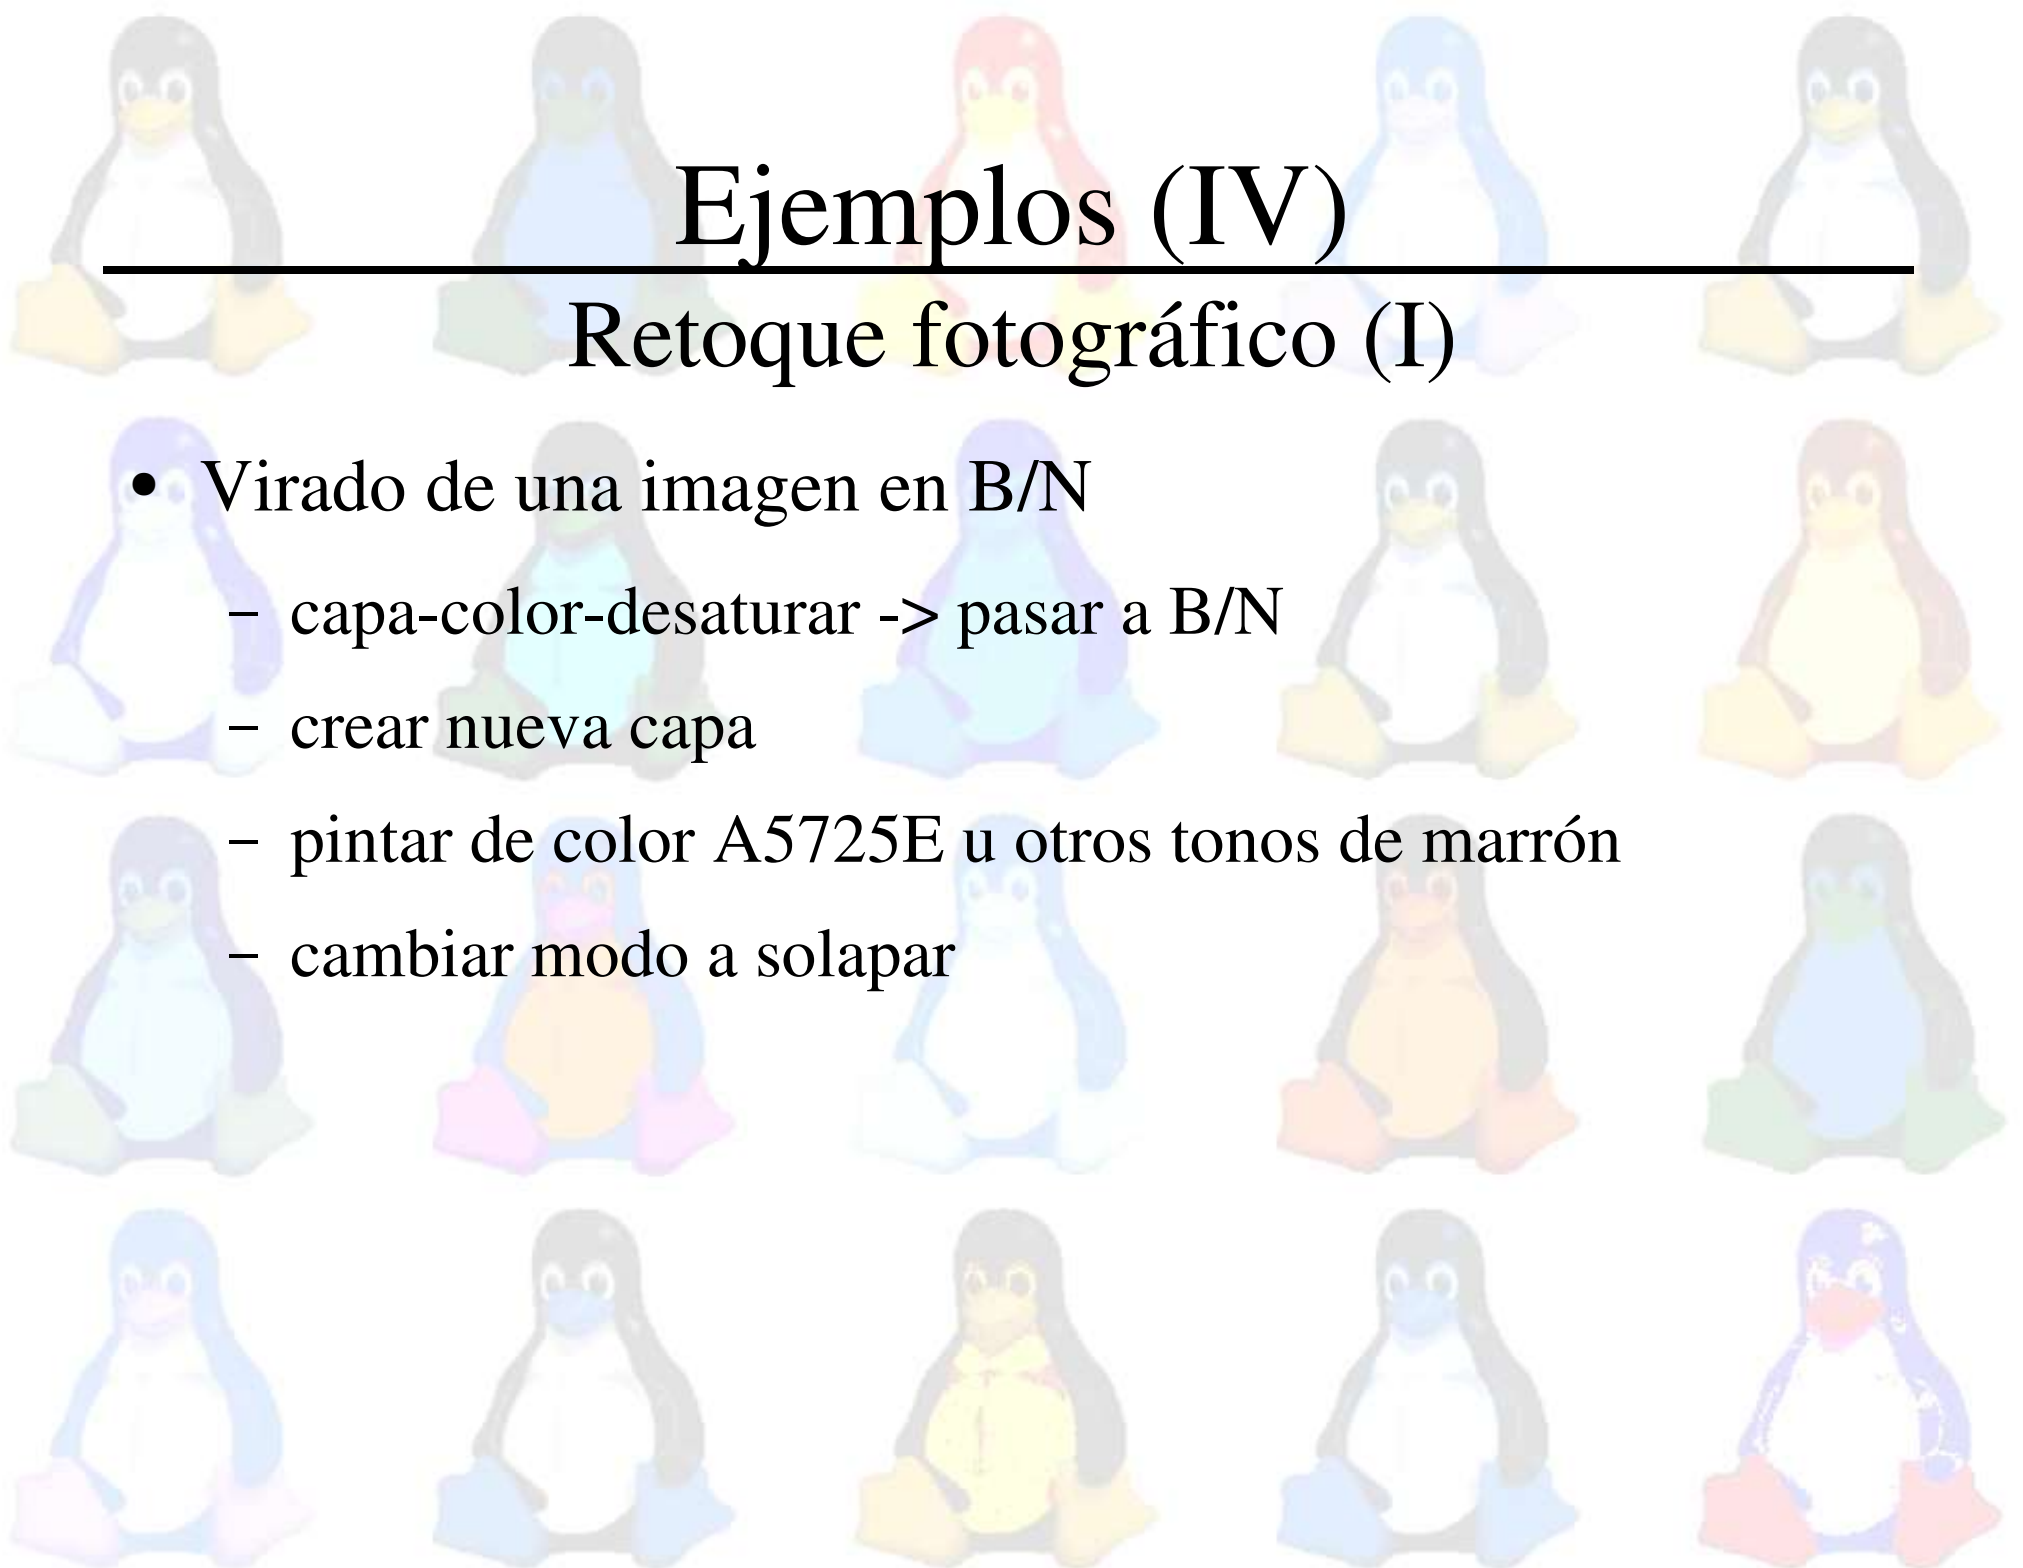 Ejemplos (IV)
Retoque fotográfico (I)
• Virado de una imagen en B/N
– capa-color-desaturar -> pasar a B/N
– crear nueva capa
– pintar de color A5725E u otros tonos de marrón
– cambiar modo a solapar